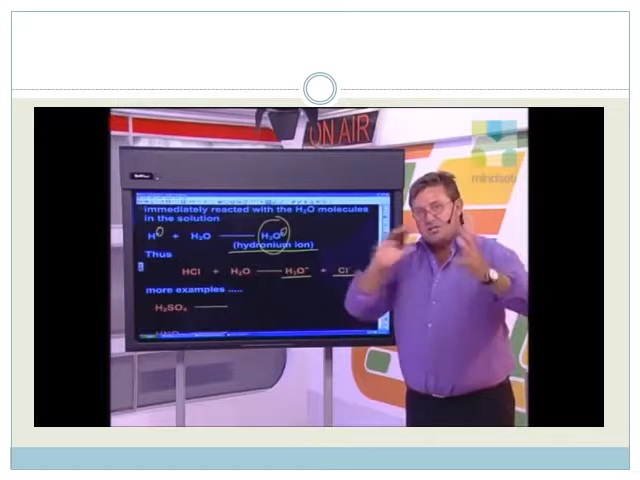 ON AIR
mindset
immediately reacted with the H₂O molecules
in the solution
H⁺ + H₂O —— H₃O⁺
(hydronium ion)
Thus
HCl + H₂O —— H₃O⁺ + Cl⁻
more examples .....
H₂SO₄ ——